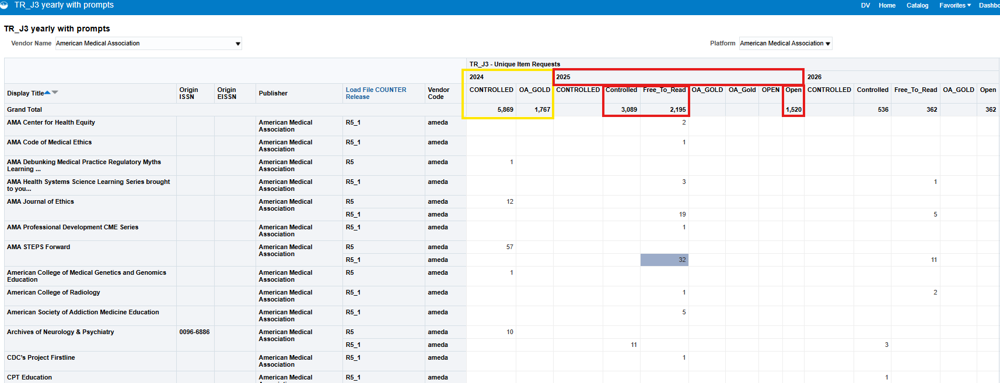 TR_J3 yearly with prompts
DV Home Catalog Favorites Dashbo
TR_J3 yearly with prompts
Vendor Name American Medical Association
Platform American Medical Association
TR_J3 - Unique Item Requests
2024 2025 2026
Display Title Origin ISSN Origin EISSN Publisher Load File COUNTER Release Vendor Code CONTROLLED OA_GOLD CONTROLLED Controlled Free_To_Read OA_GOLD OA_Gold OPEN Open CONTROLLED Controlled Free_To_Read OA_GOLD Open
Grand Total 5,869 1,767 3,089 2,195 1,520 536 362 362
AMA Center for Health Equity American Medical Association R5_1 ameda 2
AMA Code of Medical Ethics American Medical Association R5_1 ameda 1
AMA Debunking Medical Practice Regulatory Myths Learning ... American Medical Association R5 ameda 1
AMA Health Systems Science Learning Series brought to you... American Medical Association R5_1 ameda 3 1
AMA Journal of Ethics American Medical Association R5 ameda 12
R5_1 ameda 19 5
AMA Professional Development CME Series American Medical Association R5_1 ameda 1
AMA STEPS Forward American Medical Association R5 ameda 57
R5_1 ameda 32 11
American College of Medical Genetics and Genomics Education American Medical Association R5 ameda 1
American College of Radiology American Medical Association R5_1 ameda 1 2
American Society of Addiction Medicine Education American Medical Association R5_1 ameda 5
Archives of Neurology & Psychiatry 0096-6886 American Medical Association R5 ameda 10
R5_1 ameda 11 3
CDC's Project Firstline American Medical Association R5_1 ameda 1
CPT Education American Medical R5_1 ameda 1